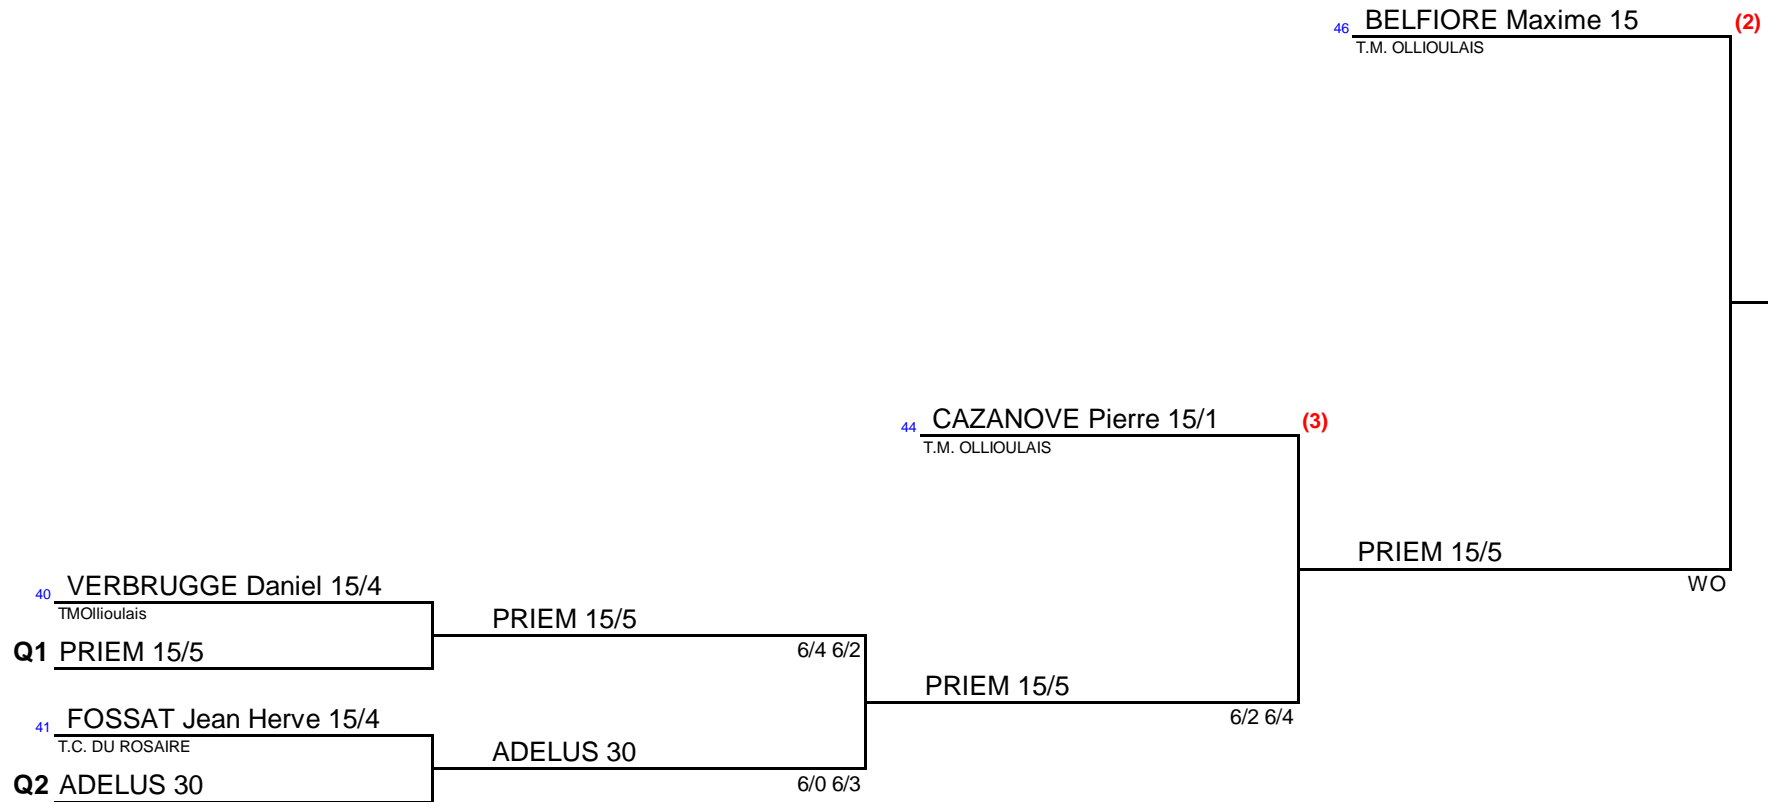 46 BELFIORE Maxime 15 (2)
T.M. OLLIOULAIS
44 CAZANOVE Pierre 15/1 (3)
T.M. OLLIOULAIS
PRIEM 15/5
WO
40 VERBRUGGE Daniel 15/4
TMOllioulais
PRIEM 15/5
Q1 PRIEM 15/5
6/4 6/2
PRIEM 15/5
6/2 6/4
41 FOSSAT Jean Herve 15/4
T.C. DU ROSAIRE
ADELUS 30
Q2 ADELUS 30
6/0 6/3